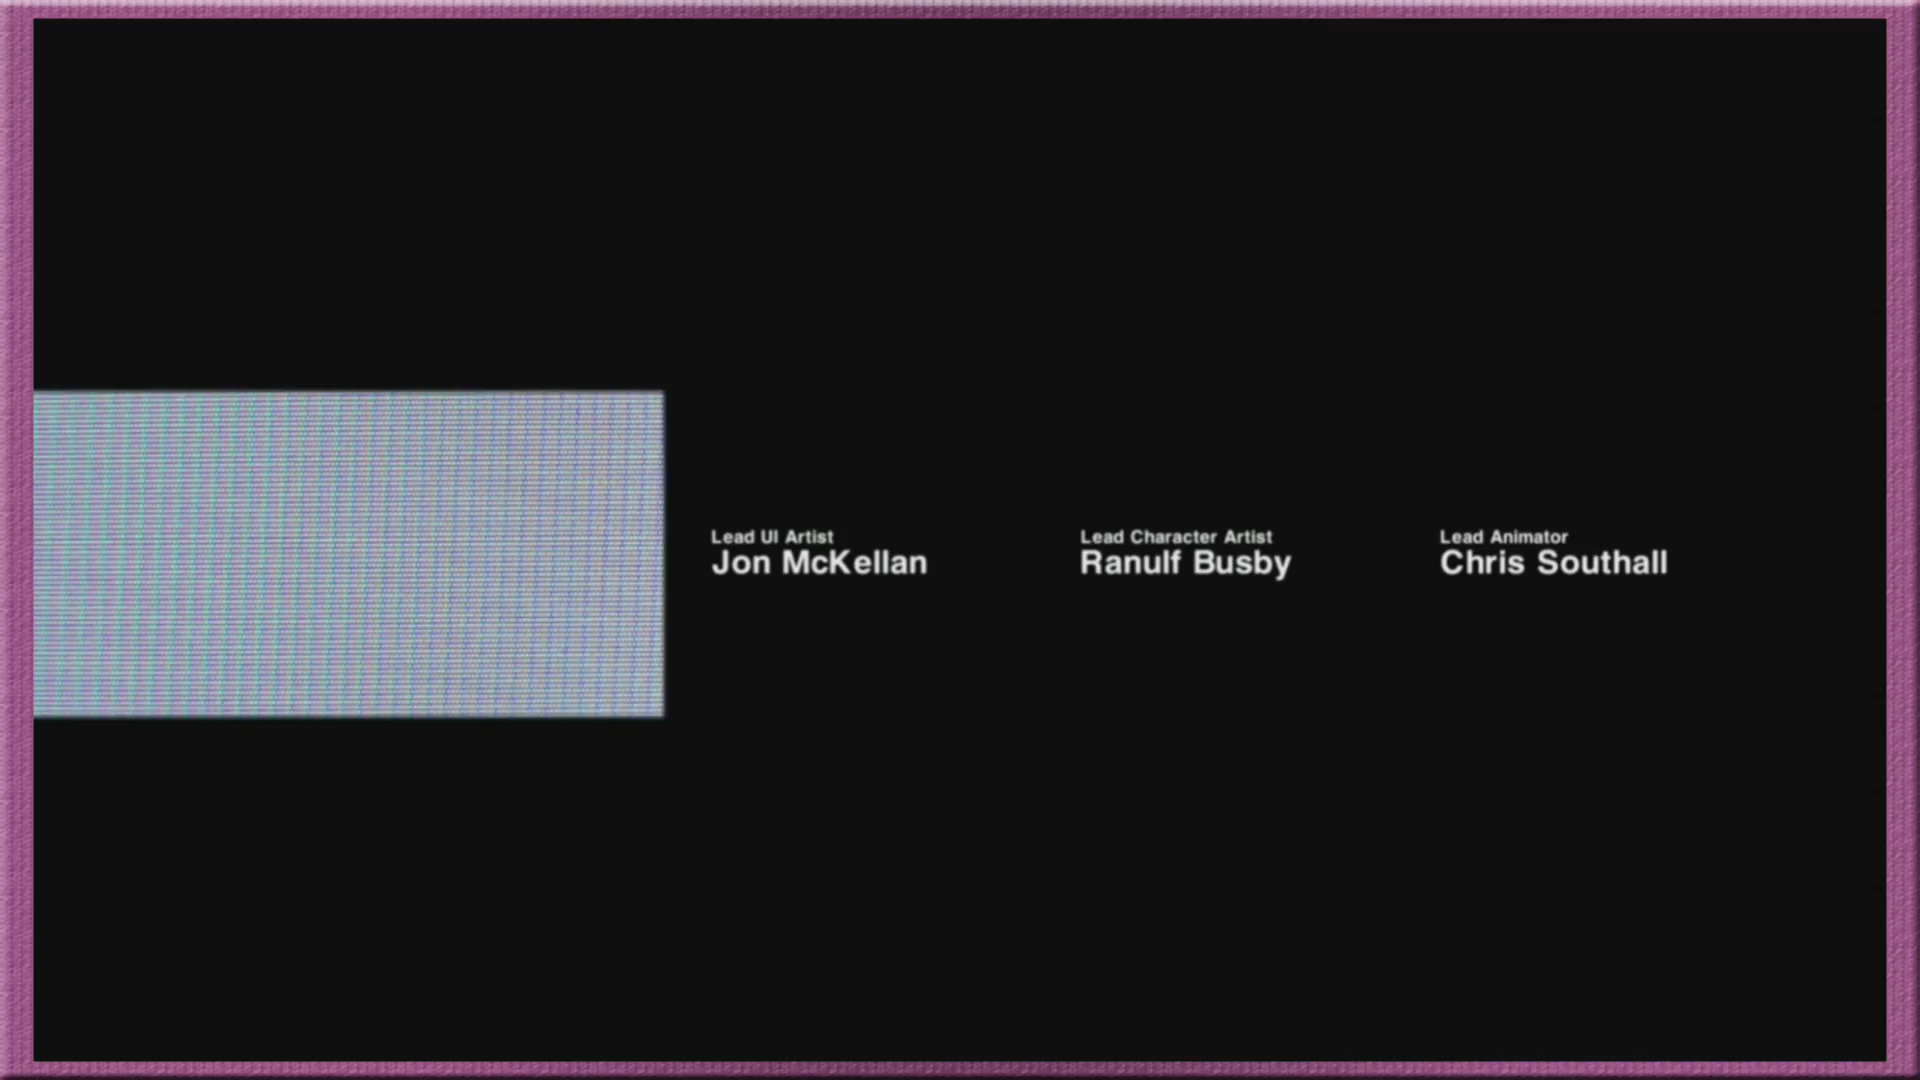 Lead UI Artist
Jon McKellan
Lead Character Artist
Ranulf Busby
Lead Animator
Chris Southall